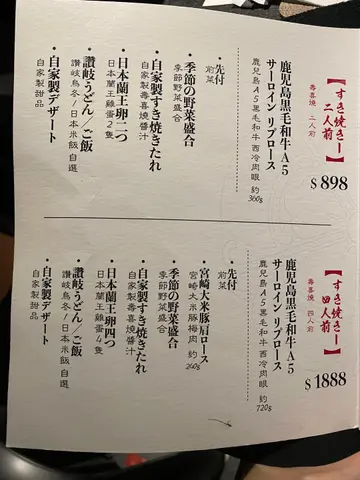 【すき焼き二人前】
壽喜燒 二人前
$898
鹿児島黒毛和牛A5
サーロイン リブロース
鹿兒島A5黑毛和牛西冷肉眼 約360g
・先付
前菜
・季節の野菜盛合
季節野菜盛合
・自家製すき焼きたれ
自家製壽喜燒醬汁
・日本蘭王卵二つ
日本蘭王雞蛋2隻
・讃岐うどん/ご飯
讚岐烏冬/日本米飯自選
・自家製デザート
自家製甜品
【すき焼き四人前】
壽喜燒 四人前
$1888
鹿児島黒毛和牛A5
サーロイン リブロース
鹿兒島A5黑毛和牛西冷肉眼 約720g
・先付
前菜
・宮崎大米豚肩ロース
宮崎大米豚梅肉 約260g
・季節の野菜盛合
季節野菜盛合
・自家製すき焼きたれ
自家製壽喜燒醬汁
・日本蘭王卵四つ
日本蘭王雞蛋4隻
・讃岐うどん/ご飯
讚岐烏冬/日本米飯自選
・自家製デザート
自家製甜品